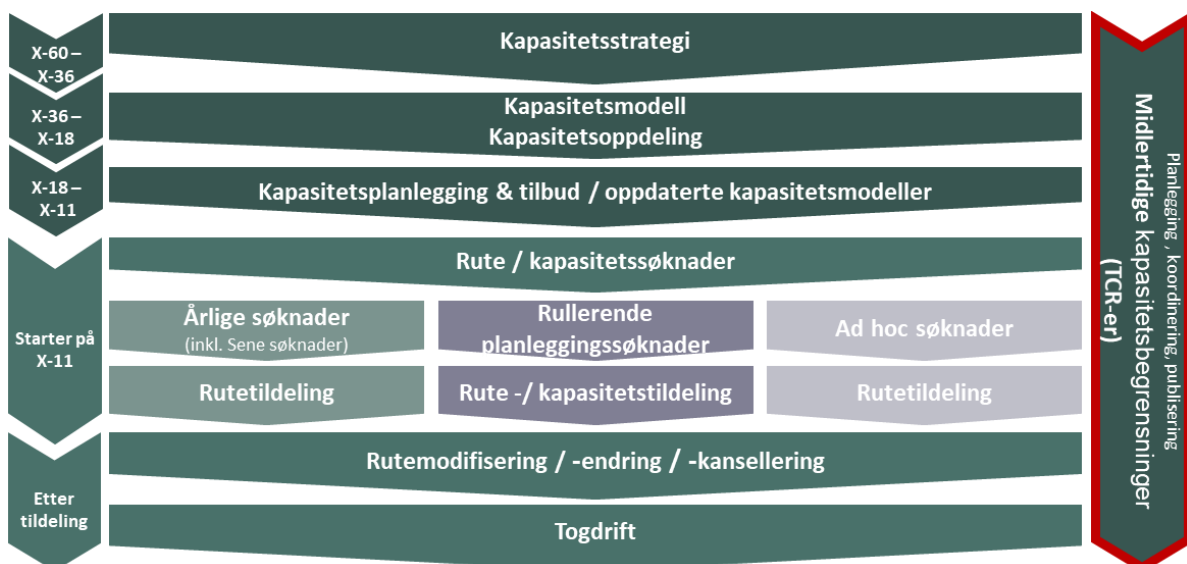 X-60 –
X-36
Kapasitetsstrategi
X-36 –
X-18
Kapasitetsmodell
Kapasitetsoppdeling
X-18 –
X-11
Kapasitetsplanlegging & tilbud / oppdaterte kapasitetsmodeller
Starter på
X-11
Rute / kapasitetssøknader
Årlige søknader
(inkl. Sene søknader)
Rullerende
planleggingssøknader
Ad hoc søknader
Rutetildeling
Rute -/ kapasitetstildeling
Rutetildeling
Etter
tildeling
Rutemodifisering / -endring / -kansellering
Togdrift
Planlegging , koordinering, publisering
Midlertidige kapasitetsbegrensninger
(TCR-er)